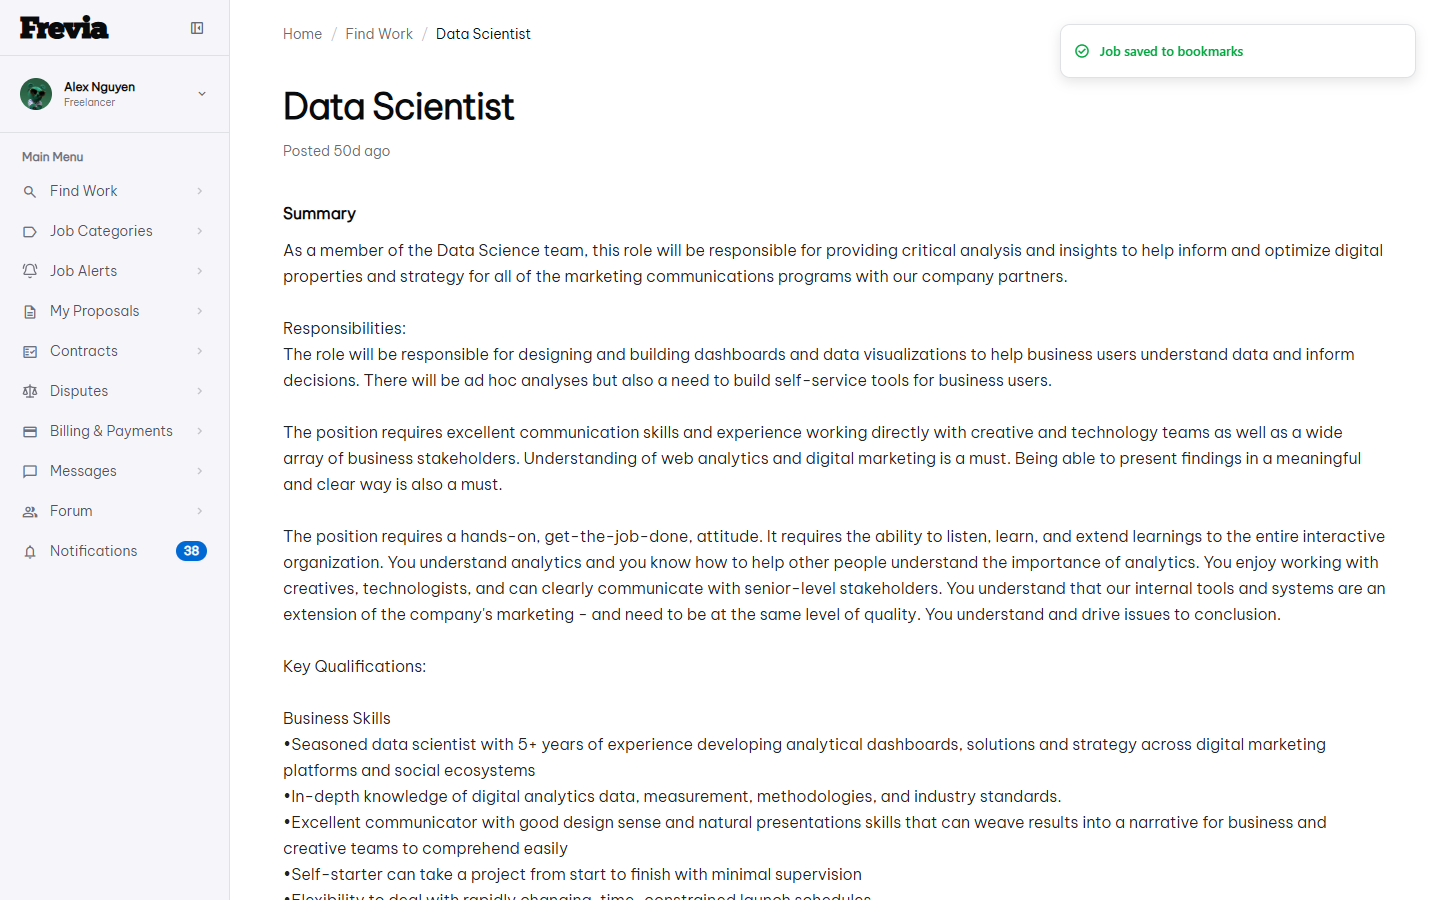 Frevia
Alex Nguyen
Freelancer
Main Menu
Find Work
Job Categories
Job Alerts
My Proposals
Contracts
Disputes
Billing & Payments
Messages
Forum
Notifications 38
Home / Find Work / Data Scientist
Job saved to bookmarks
Data Scientist
Posted 50d ago
Summary
As a member of the Data Science team, this role will be responsible for providing critical analysis and insights to help inform and optimize digital
properties and strategy for all of the marketing communications programs with our company partners.
Responsibilities:
The role will be responsible for designing and building dashboards and data visualizations to help business users understand data and inform
decisions. There will be ad hoc analyses but also a need to build self-service tools for business users.
The position requires excellent communication skills and experience working directly with creative and technology teams as well as a wide
array of business stakeholders. Understanding of web analytics and digital marketing is a must. Being able to present findings in a meaningful
and clear way is also a must.
The position requires a hands-on, get-the-job-done, attitude. It requires the ability to listen, learn, and extend learnings to the entire interactive
organization. You understand analytics and you know how to help other people understand the importance of analytics. You enjoy working with
creatives, technologists, and can clearly communicate with senior-level stakeholders. You understand that our internal tools and systems are an
extension of the company's marketing - and need to be at the same level of quality. You understand and drive issues to conclusion.
Key Qualifications:
Business Skills
•Seasoned data scientist with 5+ years of experience developing analytical dashboards, solutions and strategy across digital marketing
platforms and social ecosystems
•In-depth knowledge of digital analytics data, measurement, methodologies, and industry standards.
•Excellent communicator with good design sense and natural presentations skills that can weave results into a narrative for business and
creative teams to comprehend easily
•Self-starter can take a project from start to finish with minimal supervision
•Flexibility to deal with rapidly changing, time-constrained launch schedules